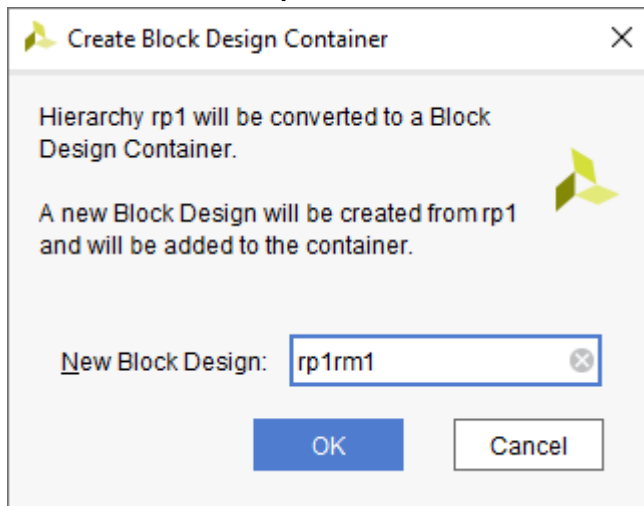 Create Block Design Container
Hierarchy rp1 will be converted to a Block
Design Container.
A new Block Design will be created from rp1
and will be added to the container.
New Block Design: rp1rm1
OK Cancel